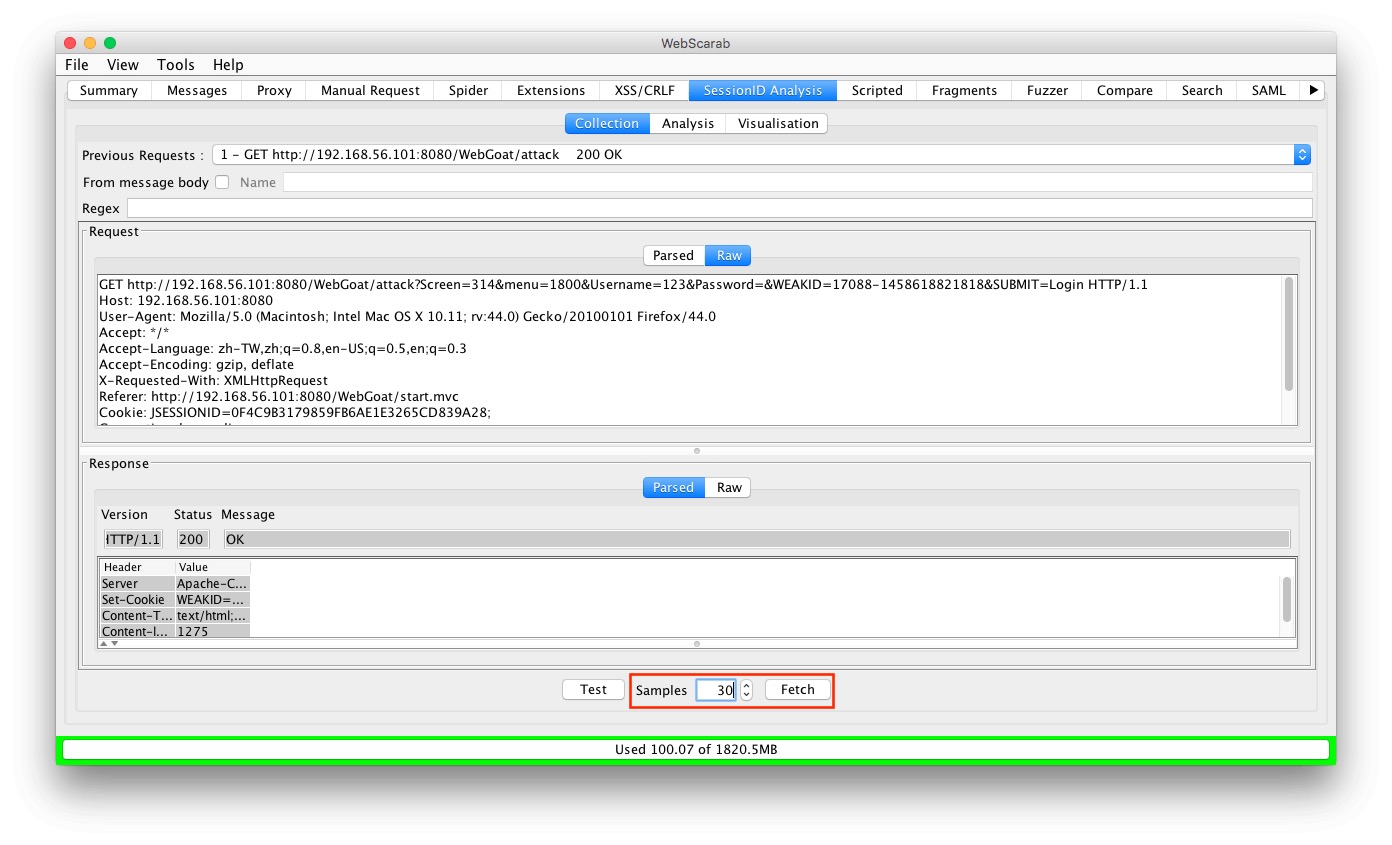 WebScarab
File View Tools Help
Summary Messages Proxy Manual Request Spider Extensions XSS/CRLF SessionID Analysis Scripted Fragments Fuzzer Compare Search SAML
Collection Analysis Visualisation
Previous Requests : 1 - GET http://192.168.56.101:8080/WebGoat/attack 200 OK
From message body Name
Regex
Request
Parsed Raw
GET http://192.168.56.101:8080/WebGoat/attack?Screen=314&menu=1800&Username=123&Password=&WEAKID=17088-1458618821818&SUBMIT=Login HTTP/1.1
Host: 192.168.56.101:8080
User-Agent: Mozilla/5.0 (Macintosh; Intel Mac OS X 10.11; rv:44.0) Gecko/20100101 Firefox/44.0
Accept: */*
Accept-Language: zh-TW,zh;q=0.8,en-US;q=0.5,en;q=0.3
Accept-Encoding: gzip, deflate
X-Requested-With: XMLHttpRequest
Referer: http://192.168.56.101:8080/WebGoat/start.mvc
Cookie: JSESSIONID=0F4C9B3179859FB6AE1E3265CD839A28;
Response
Parsed Raw
Version Status Message
HTTP/1.1 200 OK
Header Value
Server Apache-C...
Set-Cookie WEAKID=...
Content-T... text/html;...
Content-l... 1275
Test Samples 30 Fetch
Used 100.07 of 1820.5MB